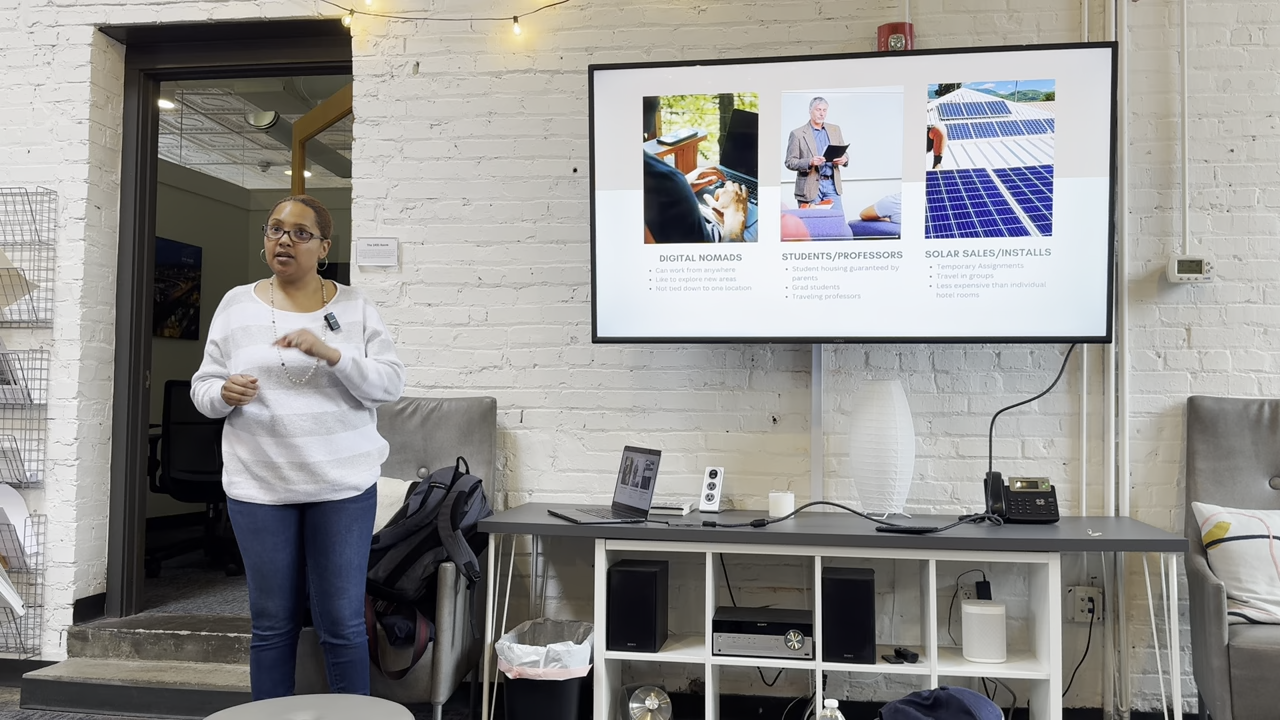 DIGITAL NOMADS
Can work from anywhere
Like to explore new areas
Not tied down to one location
STUDENTS/PROFESSORS
Student housing guaranteed by
parents
Grad students
Traveling professors
SOLAR SALES/INSTALLS
Temporary Assignments
Travel in groups
Less expensive than individual
hotel rooms